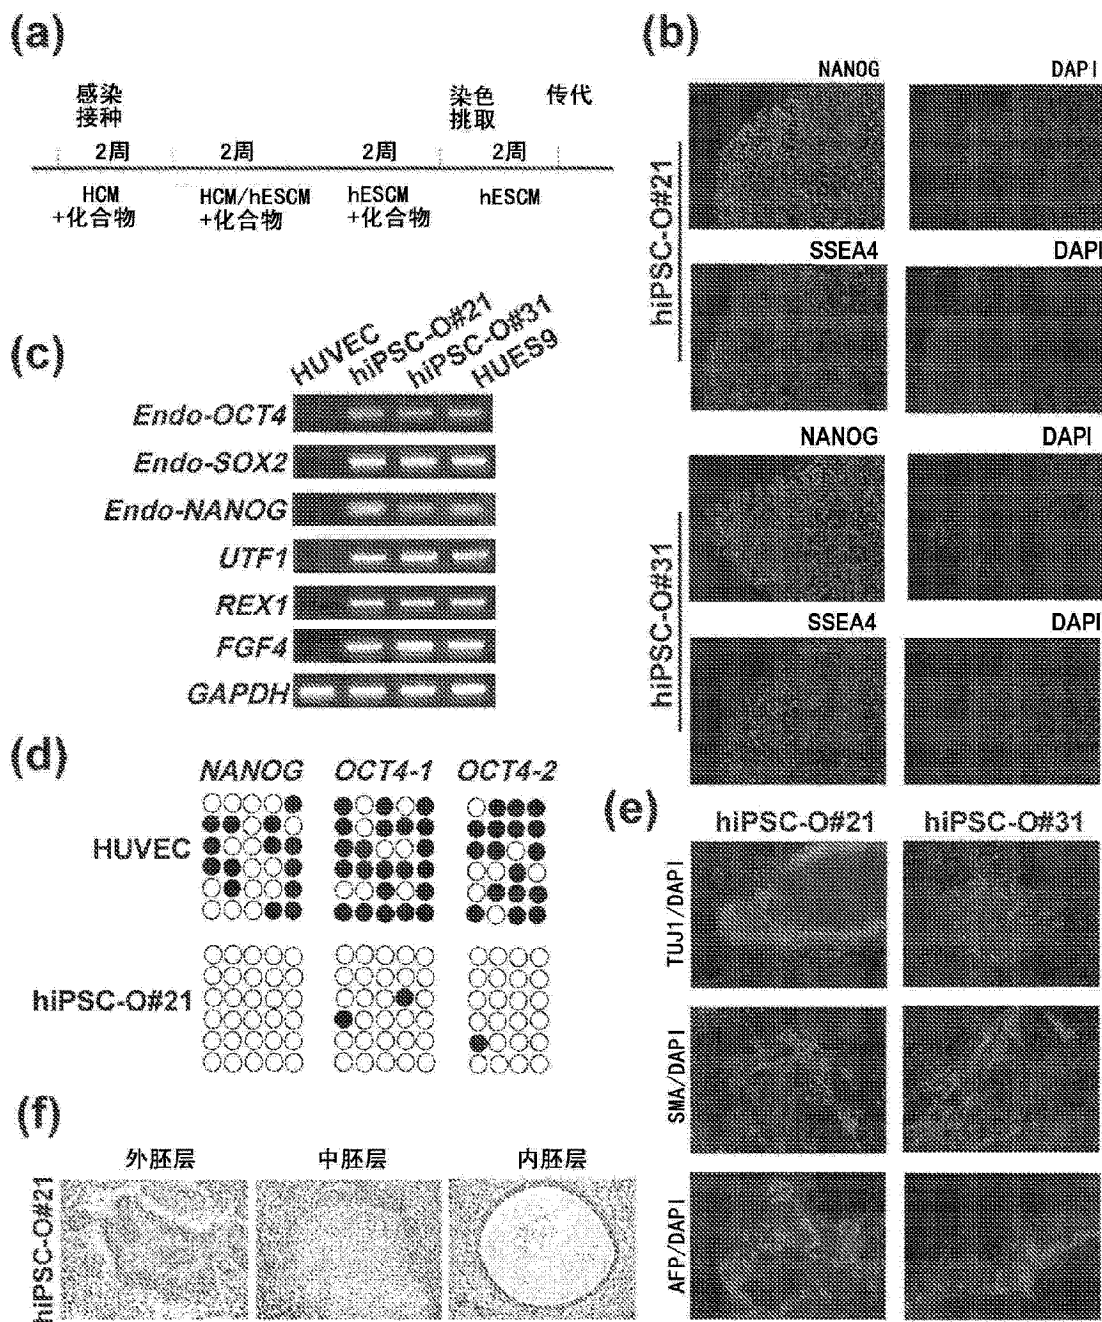 (a)
感染
接种
染色
挑取
传代
2周
2周
2周
2周
HCM
+化合物
HCM/hESCM
+化合物
hESCM
+化合物
hESCM
(b)
NANOG
DAPI
SSEA4
DAPI
hiPSC-O#21
NANOG
DAPI
SSEA4
DAPI
hiPSC-O#31
(c)
HUVEC
hiPSC-O#21
hiPSC-O#31
HUES9
Endo-OCT4
Endo-SOX2
Endo-NANOG
UTF1
REX1
FGF4
GAPDH
(d)
NANOG
OCT4-1
OCT4-2
HUVEC
hiPSC-O#21
(e)
hiPSC-O#21
hiPSC-O#31
TUJ1/DAPI
SMA/DAPI
AFP/DAPI
(f)
外胚层
中胚层
内胚层
hiPSC-O#21